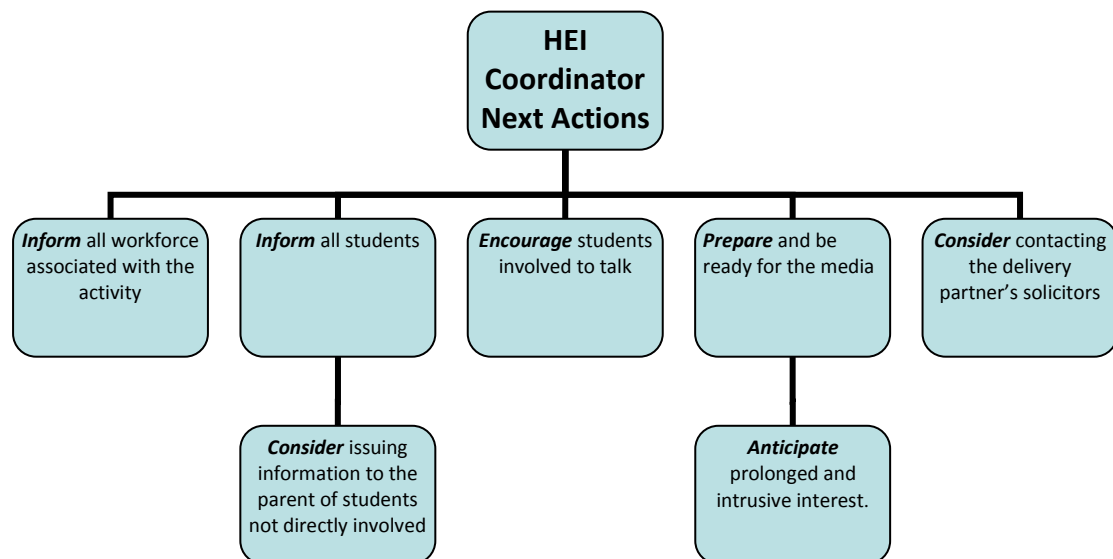 HEI
Coordinator
Next Actions
Inform all workforce
associated with the
activity
Inform all students
Encourage students
involved to talk
Prepare and be
ready for the media
Consider contacting
the delivery
partner’s solicitors
Consider issuing
information to the
parent of students
not directly involved
Anticipate
prolonged and
intrusive interest.